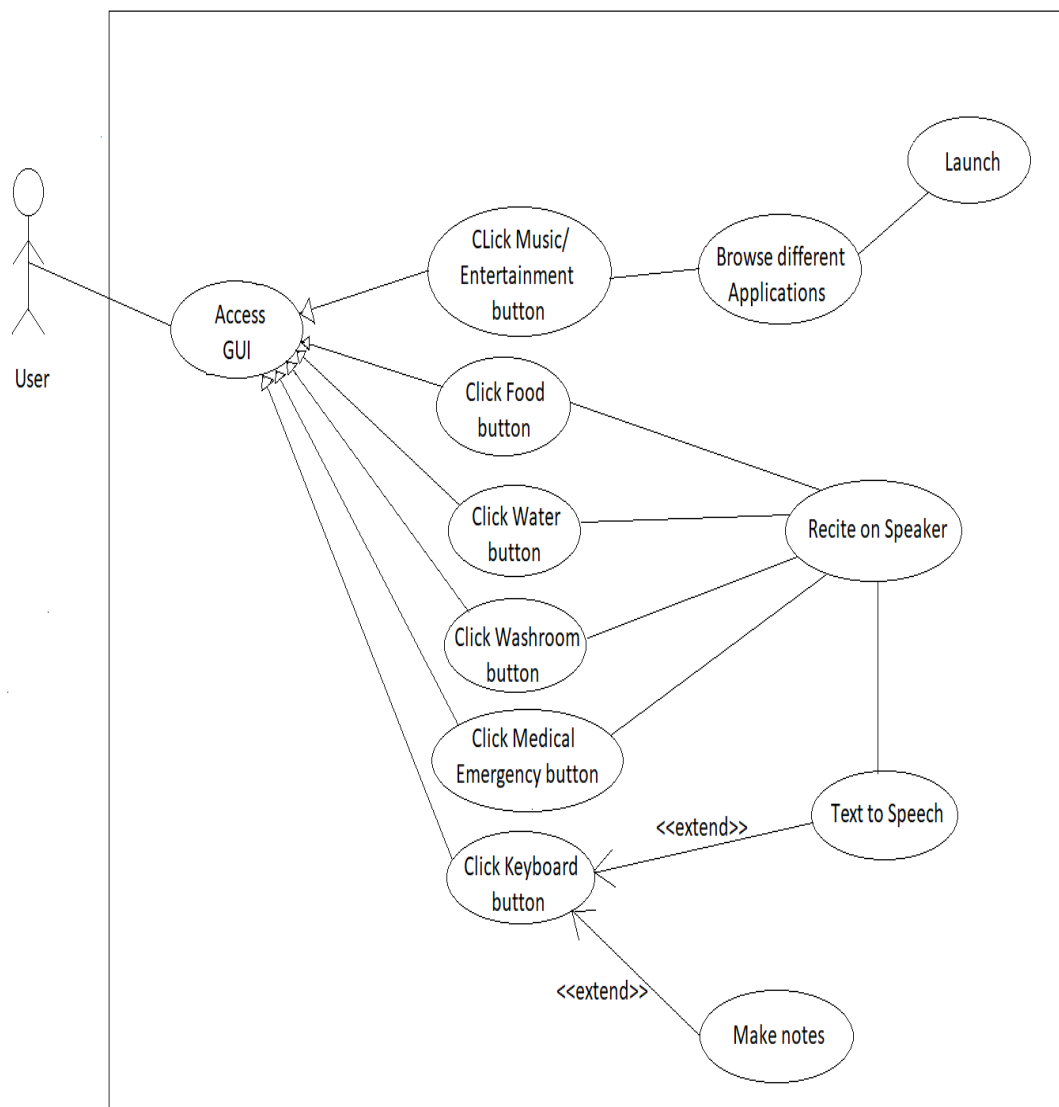 Launch
CLick Music/
Entertainment
button
Browse different
Applications
Access
GUI
User
Click Food
button
Click Water
button
Recite on Speaker
Click Washroom
button
Click Medical
Emergency button
<<extend>>
Text to Speech
Click Keyboard
button
<<extend>>
Make notes